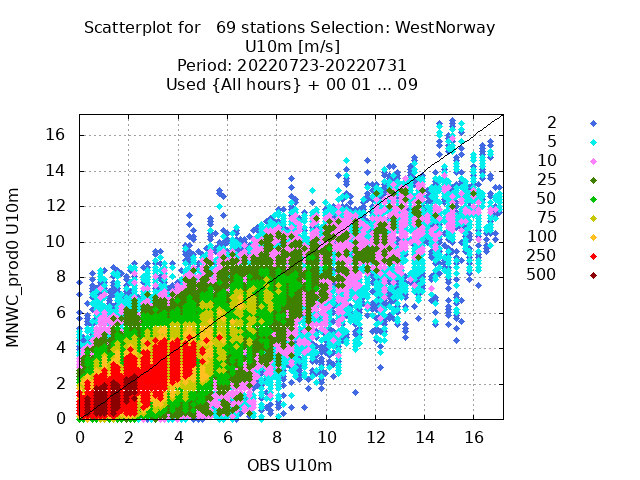 Scatterplot for   69 stations Selection: WestNorway
U10m [m/s]
Period: 20220723-20220731
Used {All hours} + 00 01 ... 09
MNWC_prod0 U10m
16
14
12
10
8
6
4
2
0
0 2 4 6 8 10 12 14 16
OBS U10m
2
5
10
25
50
75
100
250
500